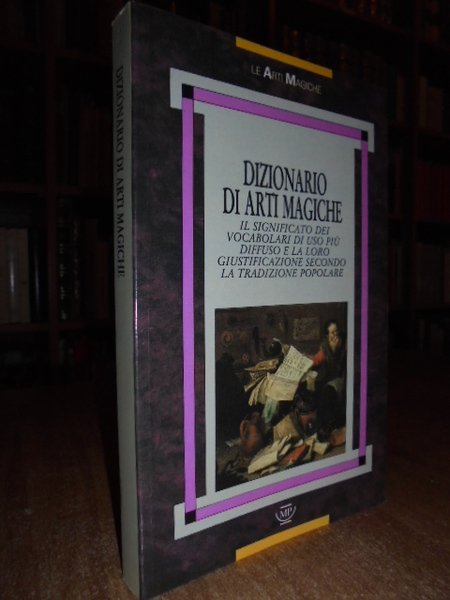 DIZIONARIO DI ARTI MAGICHE
LE ARTI MAGICHE
DIZIONARIO
DI ARTI MAGICHE
IL SIGNIFICATO DEI
VOCABOLARI DI USO PIÙ
DIFFUSO E LA LORO
GIUSTIFICAZIONE SECONDO
LA TRADIZIONE POPOLARE
MP